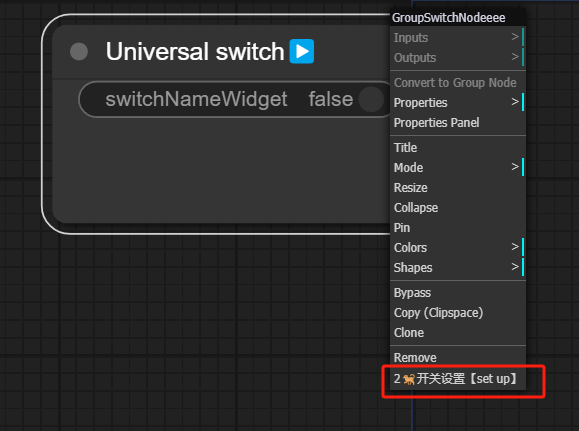 GroupSwitchNodeeee
Universal switch▶️
switchNameWidget false
Inputs >
Outputs >
Convert to Group Node
Properties >
Properties Panel
Title
Mode >
Resize
Collapse
Pin
Colors >
Shapes >
Bypass
Copy (Clipspace)
Clone
Remove
2🐈开关设置【set up】